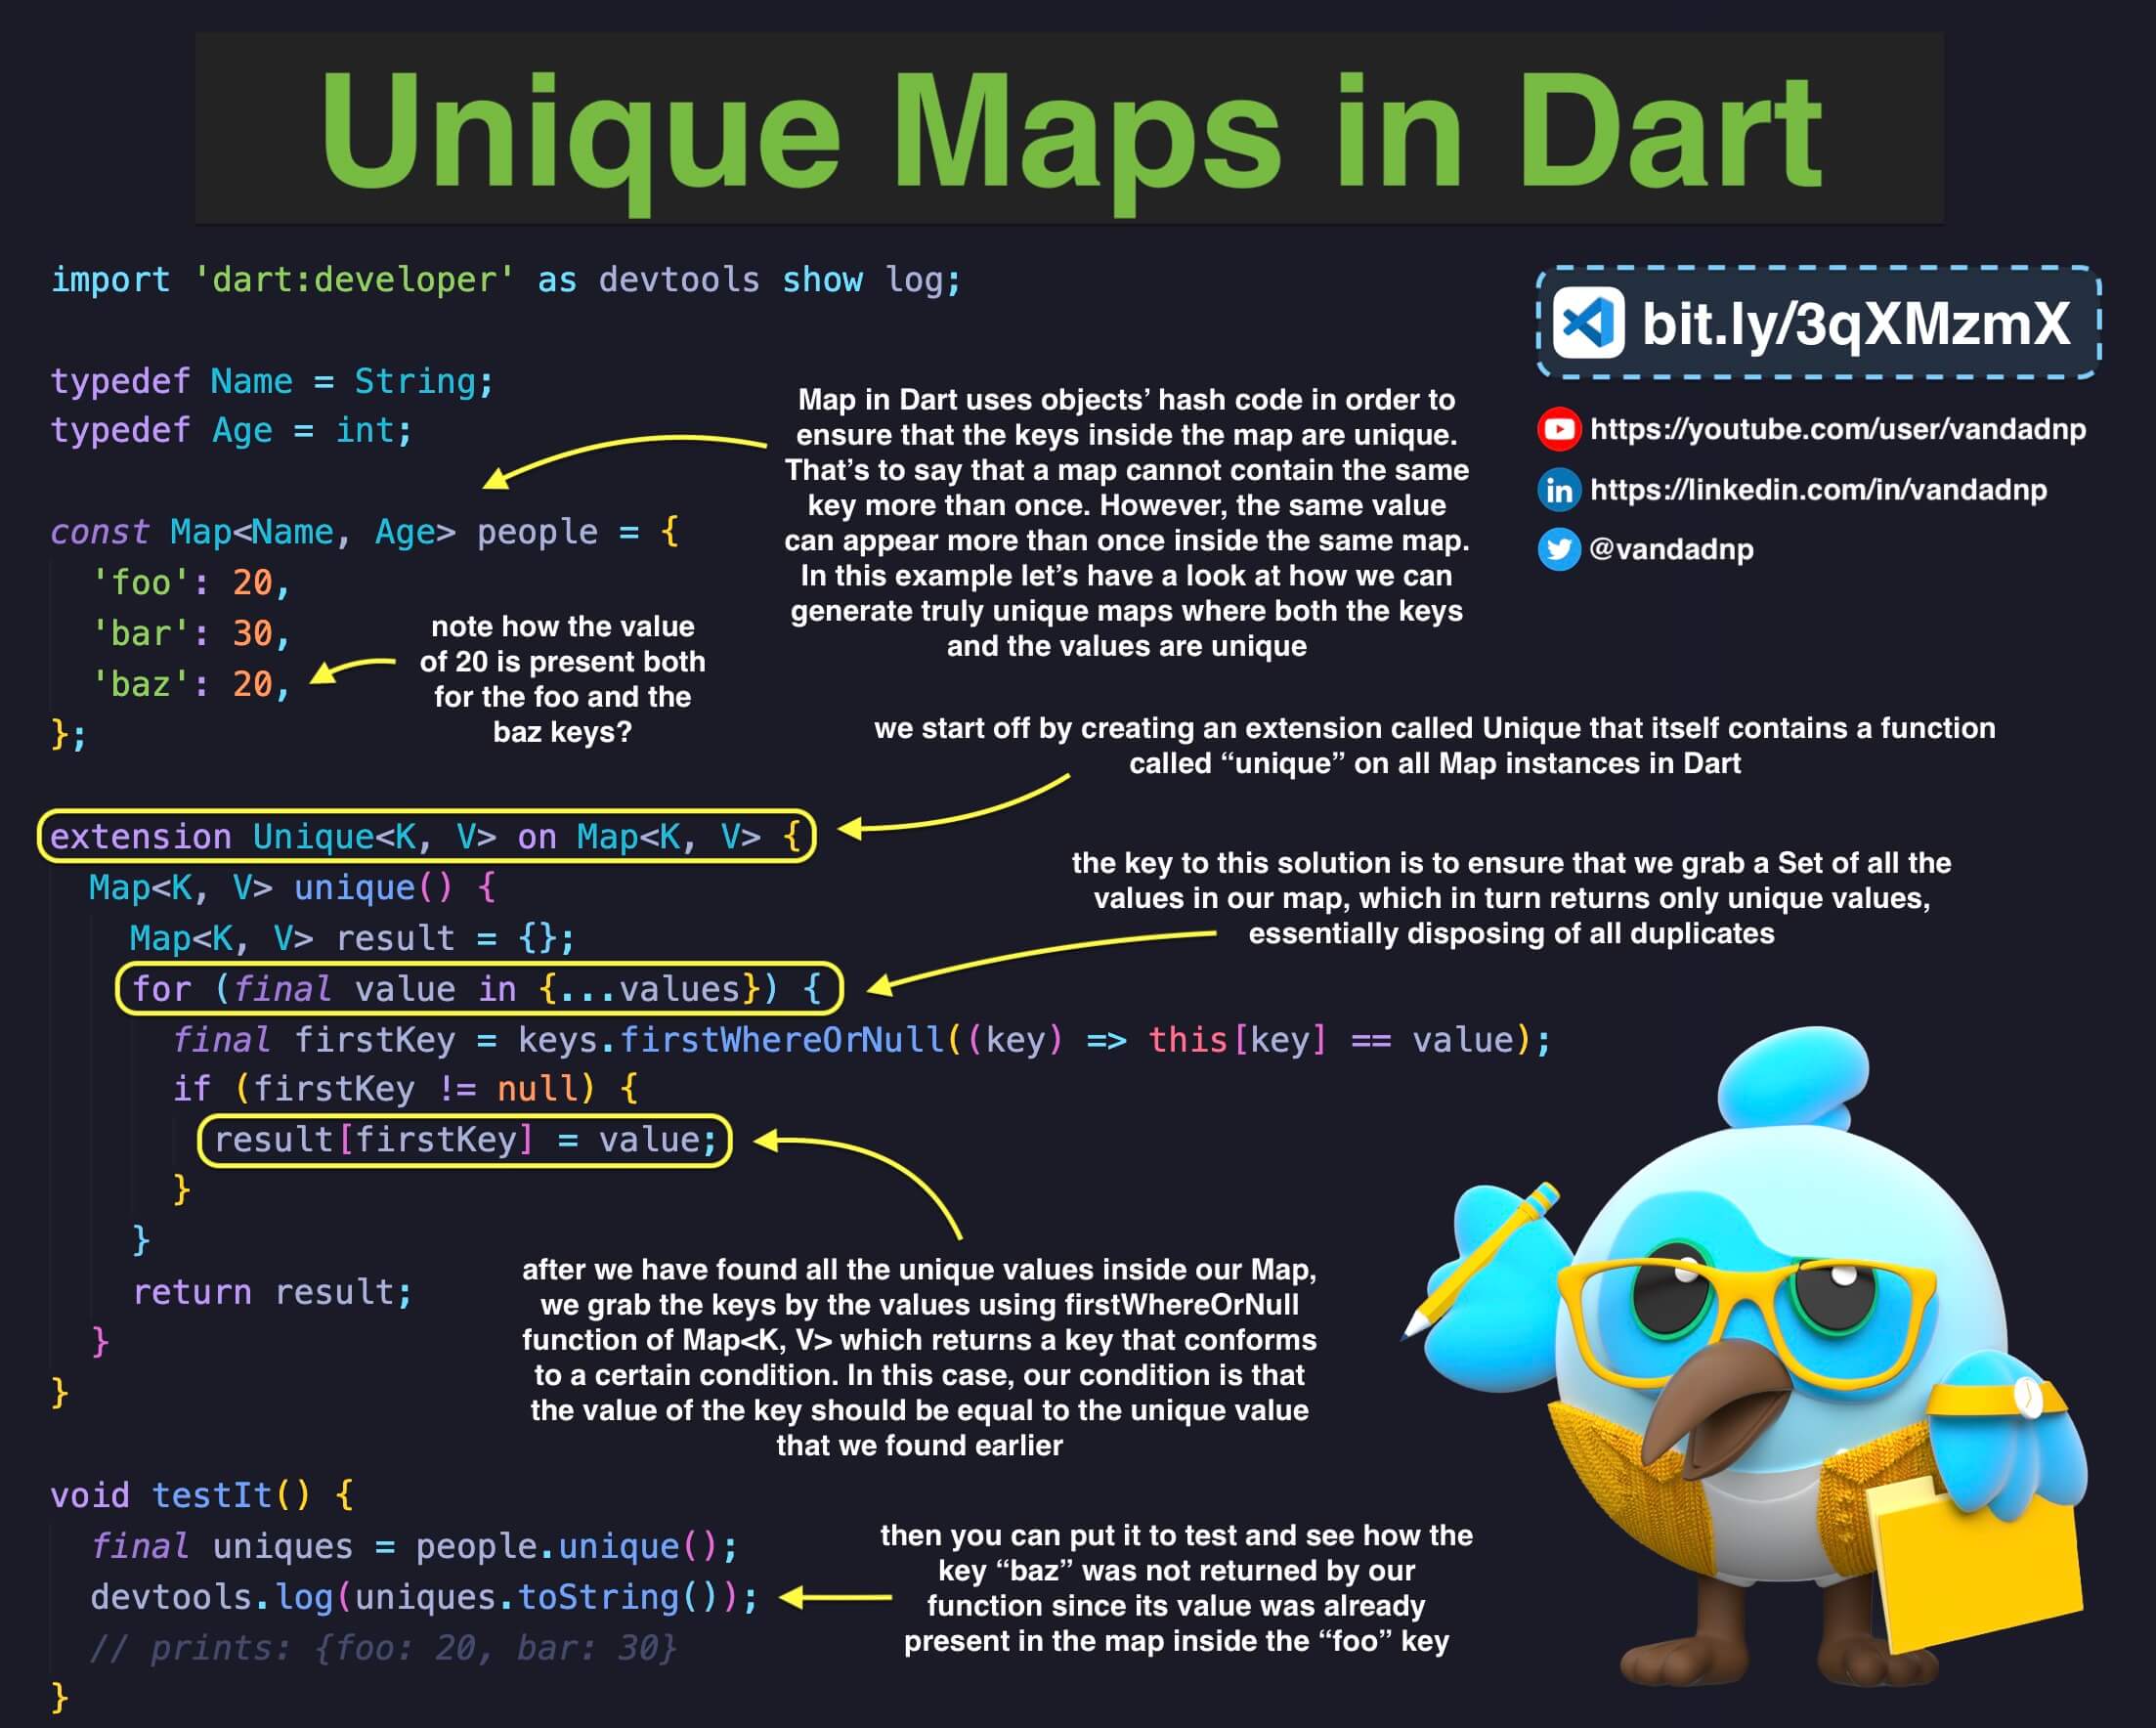 Unique Maps in Dart
import 'dart:developer' as devtools show log;
bit.ly/3qXMzmX
https://youtube.com/user/vandadnp
https://linkedin.com/in/vandadnp
@vandadnp
typedef Name = String;
typedef Age = int;
Map in Dart uses objects’ hash code in order to
ensure that the keys inside the map are unique.
That’s to say that a map cannot contain the same
key more than once. However, the same value
can appear more than once inside the same map.
In this example let’s have a look at how we can
generate truly unique maps where both the keys
and the values are unique
const Map<Name, Age> people = {
  'foo': 20,
  'bar': 30,
  'baz': 20,
};
note how the value
of 20 is present both
for the foo and the
baz keys?
we start off by creating an extension called Unique that itself contains a function
called “unique” on all Map instances in Dart
extension Unique<K, V> on Map<K, V> {
  Map<K, V> unique() {
    Map<K, V> result = {};
    for (final value in {...values}) {
      final firstKey = keys.firstWhereOrNull((key) => this[key] == value);
      if (firstKey != null) {
        result[firstKey] = value;
      }
    }
    return result;
  }
}
the key to this solution is to ensure that we grab a Set of all the
values in our map, which in turn returns only unique values,
essentially disposing of all duplicates
after we have found all the unique values inside our Map,
we grab the keys by the values using firstWhereOrNull
function of Map<K, V> which returns a key that conforms
to a certain condition. In this case, our condition is that
the value of the key should be equal to the unique value
that we found earlier
void testIt() {
  final uniques = people.unique();
  devtools.log(uniques.toString());
  // prints: {foo: 20, bar: 30}
}
then you can put it to test and see how the
key “baz” was not returned by our
function since its value was already
present in the map inside the “foo” key